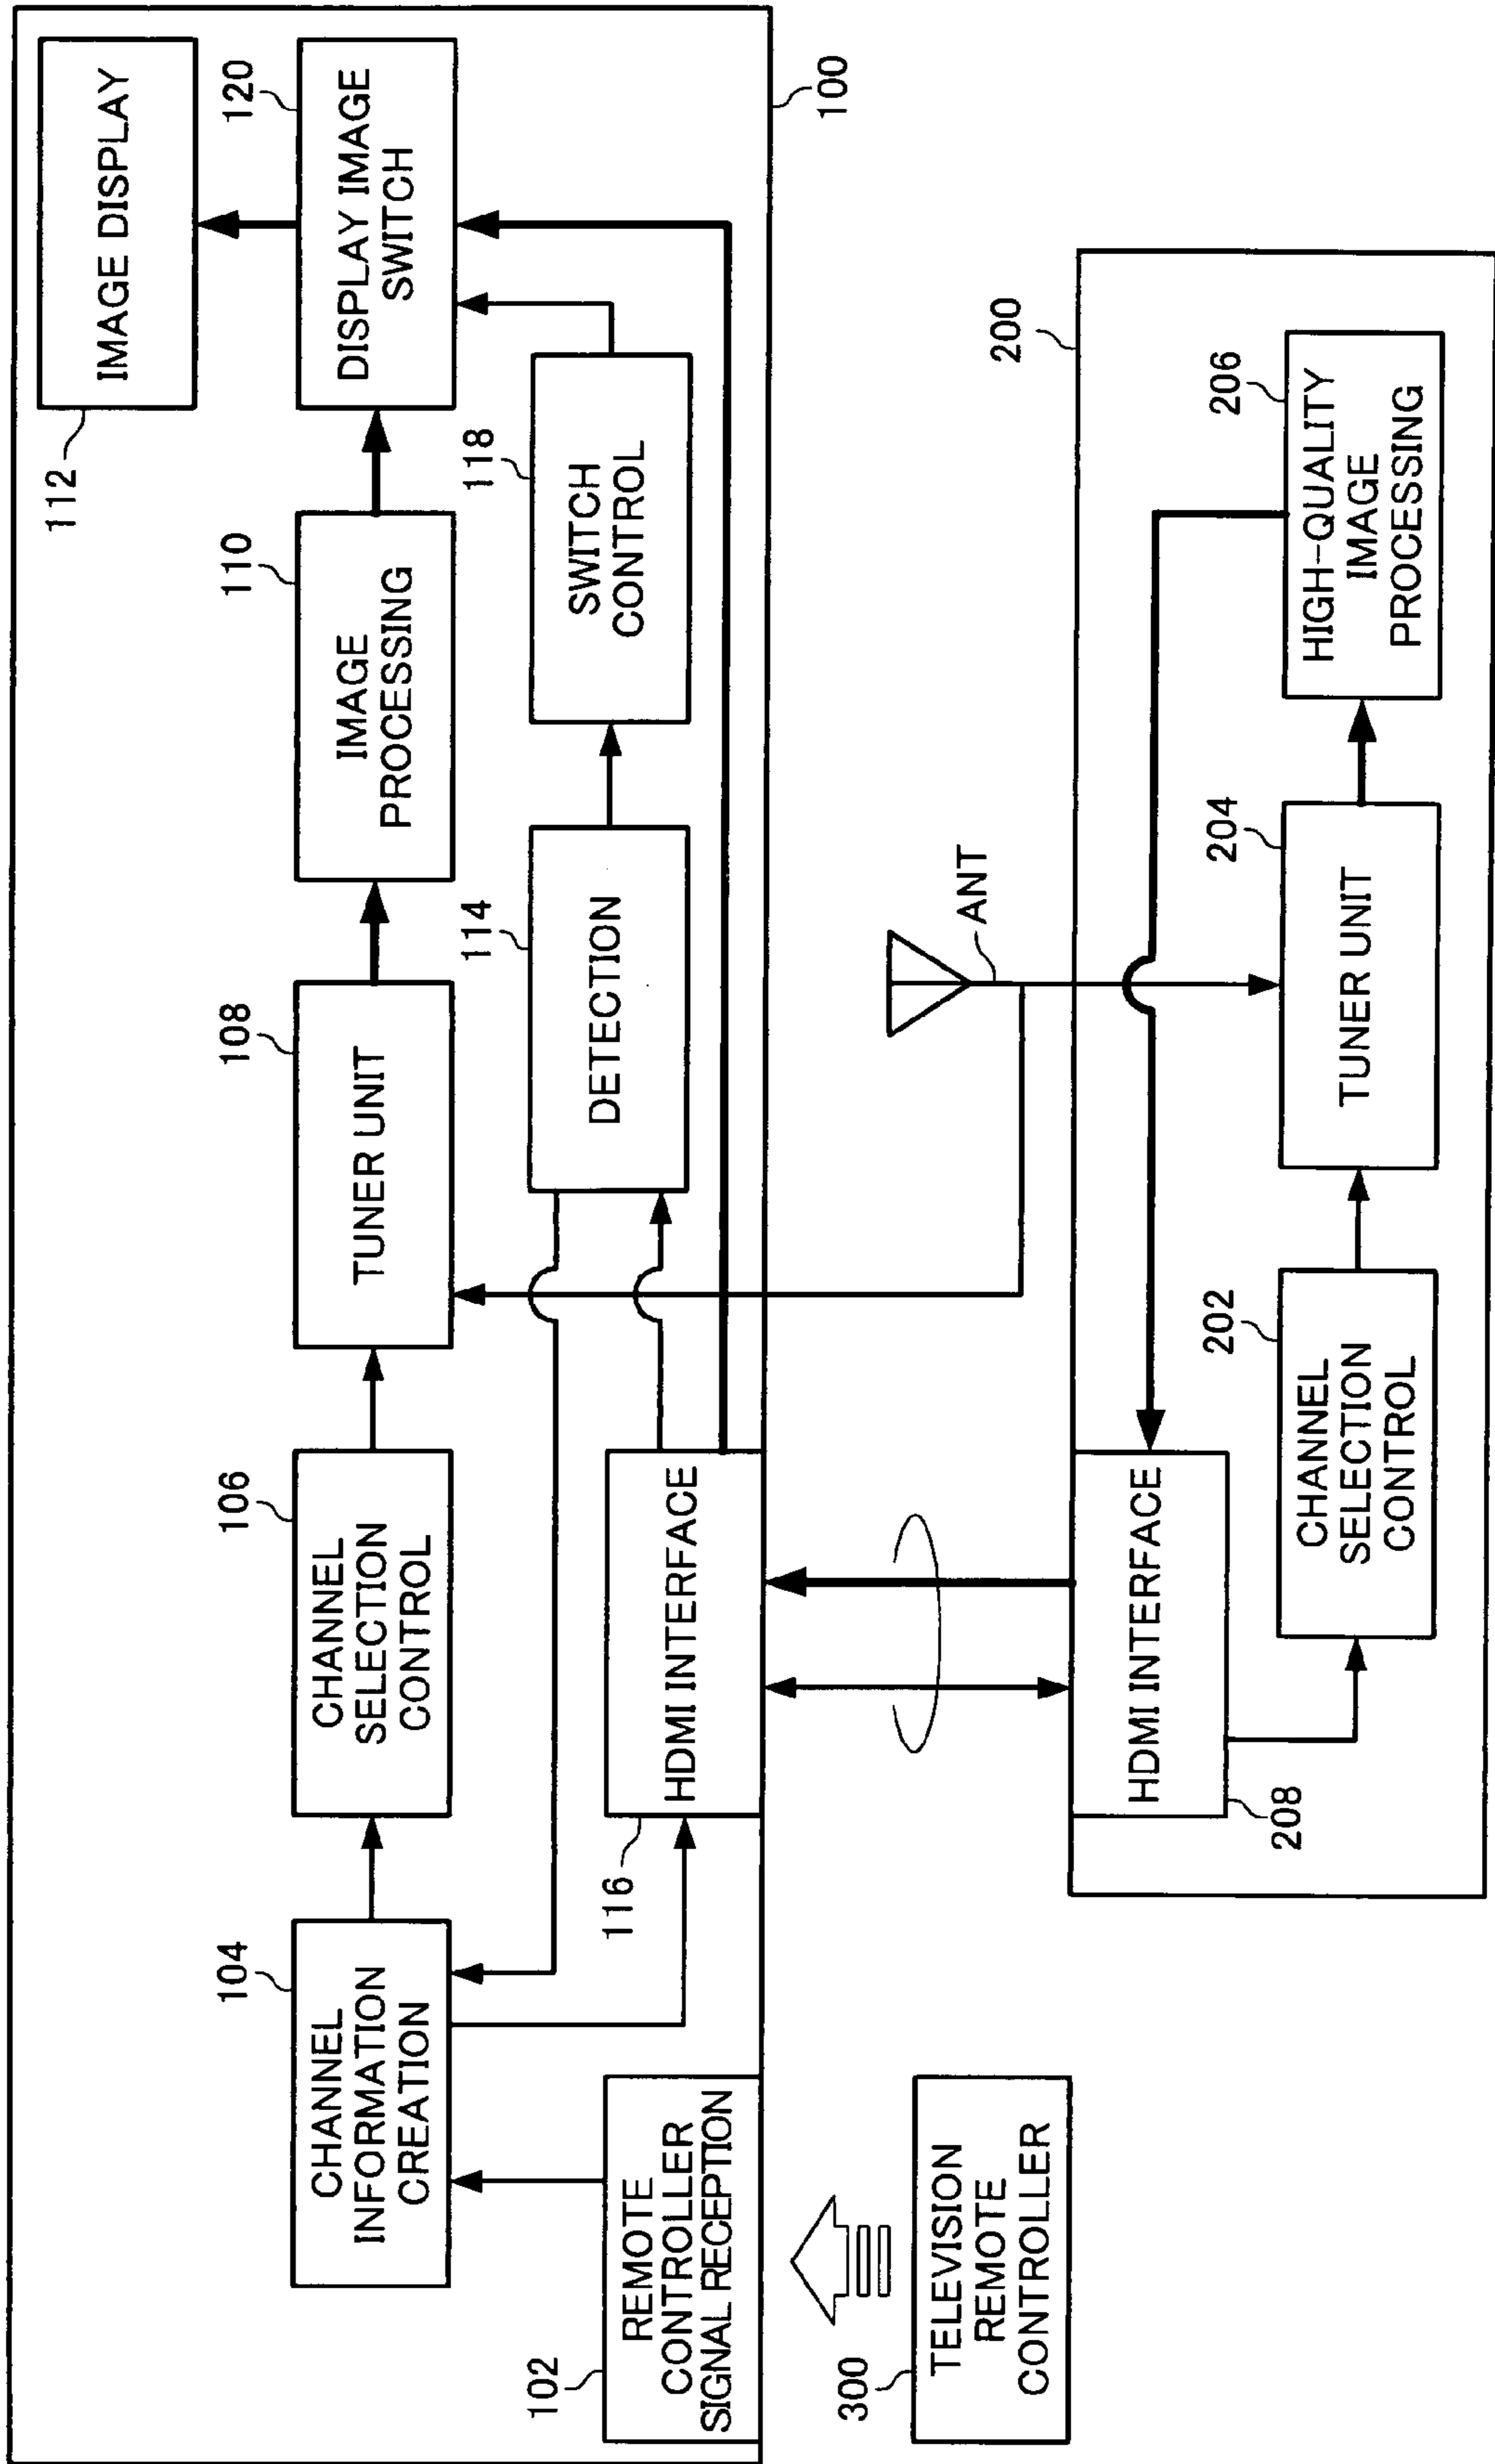 112
IMAGE DISPLAY
120
DISPLAY IMAGE
SWITCH
110
IMAGE
PROCESSING
108
TUNER UNIT
106
CHANNEL
SELECTION
CONTROL
104
CHANNEL
INFORMATION
CREATION
118
SWITCH
CONTROL
114
DETECTION
116
HDMI INTERFACE
102
REMOTE
CONTROLLER
SIGNAL RECEPTION
100
300
TELEVISION
REMOTE
CONTROLLER
ANT
200
HDMI INTERFACE
208
202
CHANNEL
SELECTION
CONTROL
204
TUNER UNIT
206
HIGH-QUALITY
IMAGE
PROCESSING